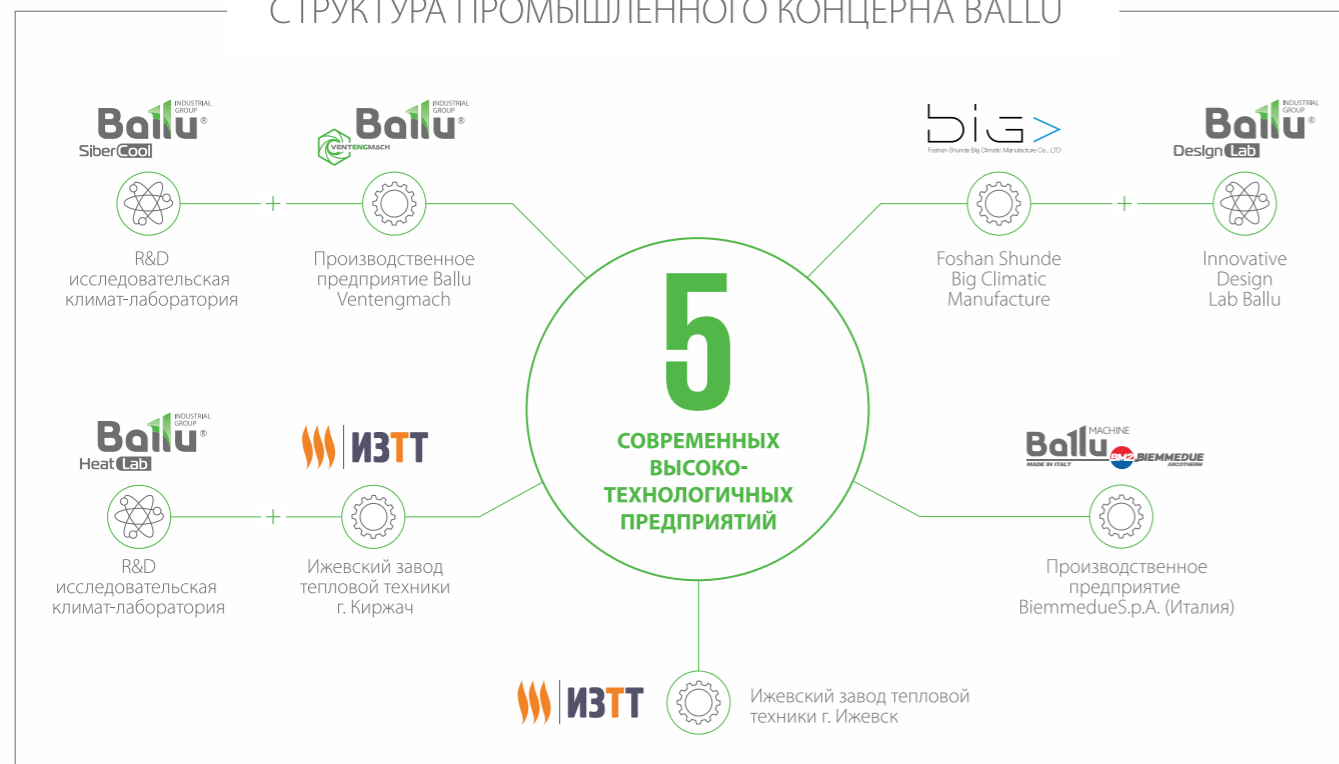 СТРУКТУРА ПРОМЫШЛЕННОГО КОНЦЕРНА BALLU
Ballu®
INDUSTRIAL
GROUP
SiberCool
R&D
исследовательская
климат-лаборатория
+
Ballu®
INDUSTRIAL
GROUP
VENTENGMACH
Производственное
предприятие Ballu
Ventengmach
BIG>
Foshan Shunde Big Climatic Manufacture Co., LTD
Foshan Shunde
Big Climatic
Manufacture
+
Ballu®
INDUSTRIAL
GROUP
Design Lab
Innovative
Design
Lab Ballu
5
СОВРЕМЕННЫХ
ВЫСОКО-
ТЕХНОЛОГИЧНЫХ
ПРЕДПРИЯТИЙ
Ballu®
INDUSTRIAL
GROUP
Heat Lab
R&D
исследовательская
климат-лаборатория
+
ИЗТТ
Ижевский завод
тепловой техники
г. Киржач
Ballu
MACHINE
MADE IN ITALY
BM2 BIEMMEDUE
ARCOTHERM
Производственное
предприятие
BiemmedueS.p.A. (Италия)
ИЗТТ
Ижевский завод тепловой
техники г. Ижевск